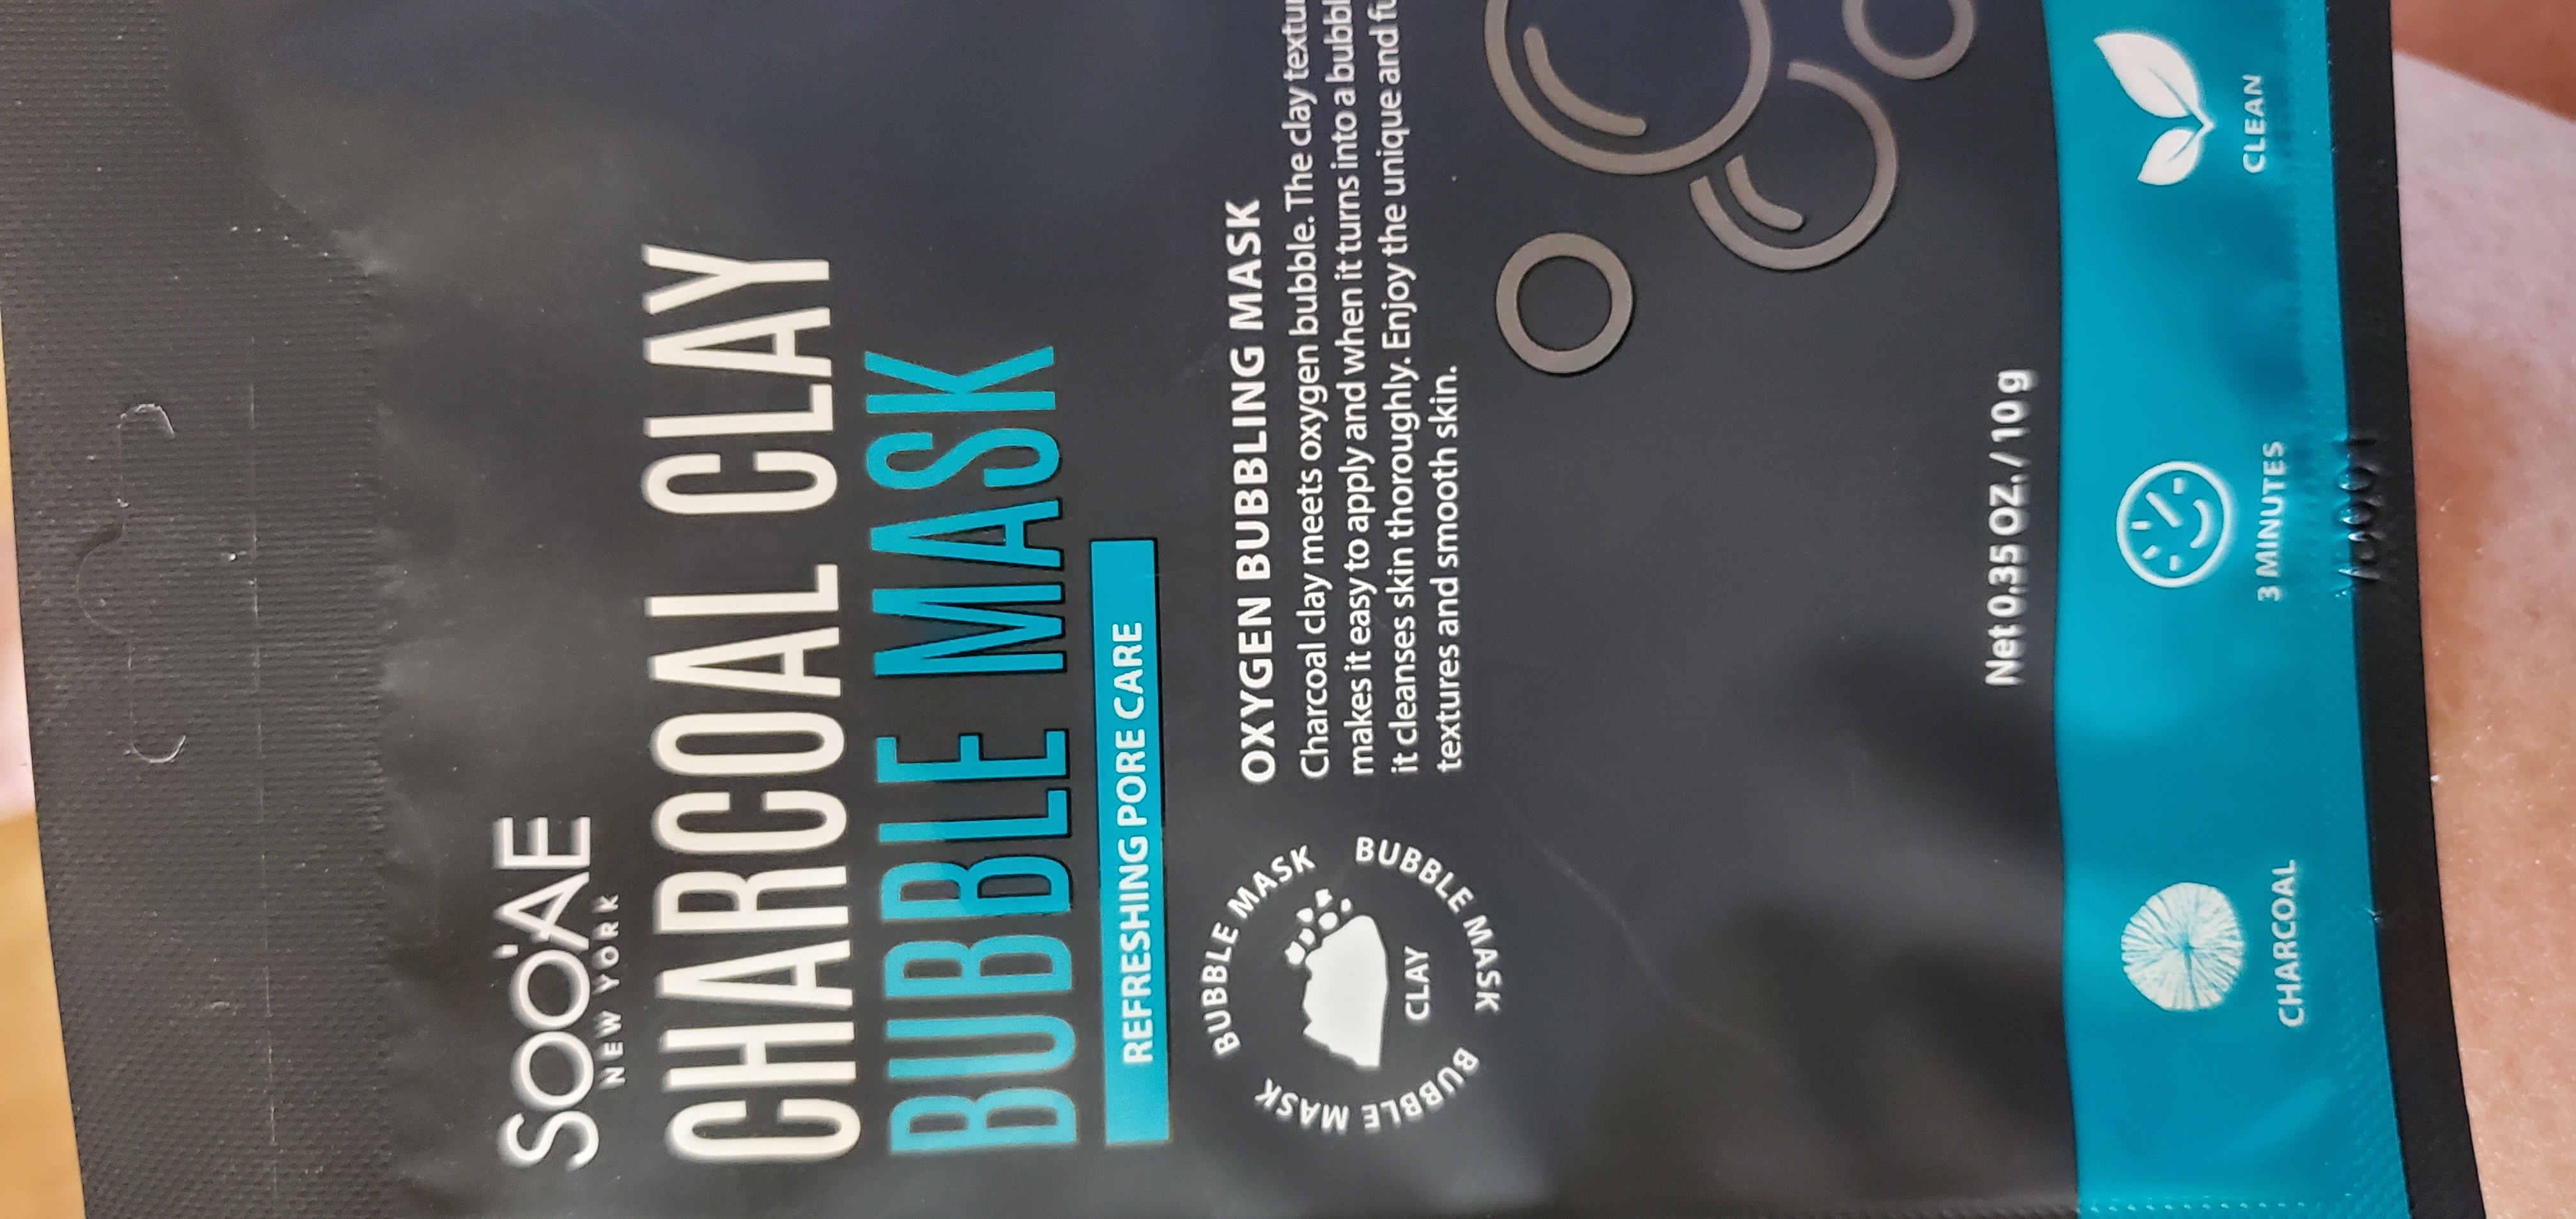 SOO'AE
NEW YORK
CHARCOAL CLAY
BUBBLE MASK
REFRESHING PORE CARE
BUBBLE MASK BUBBLE MASK BUBBLE MASK
CLAY
OXYGEN BUBBLING MASK
Charcoal clay meets oxygen bubble. The clay
makes it easy to apply and when it turns into a
it cleanses skin thoroughly. Enjoy the unique and
textures and smooth skin.
Net 0.35 OZ. / 10 g
CHARCOAL
3 MINUTES
CLEAN